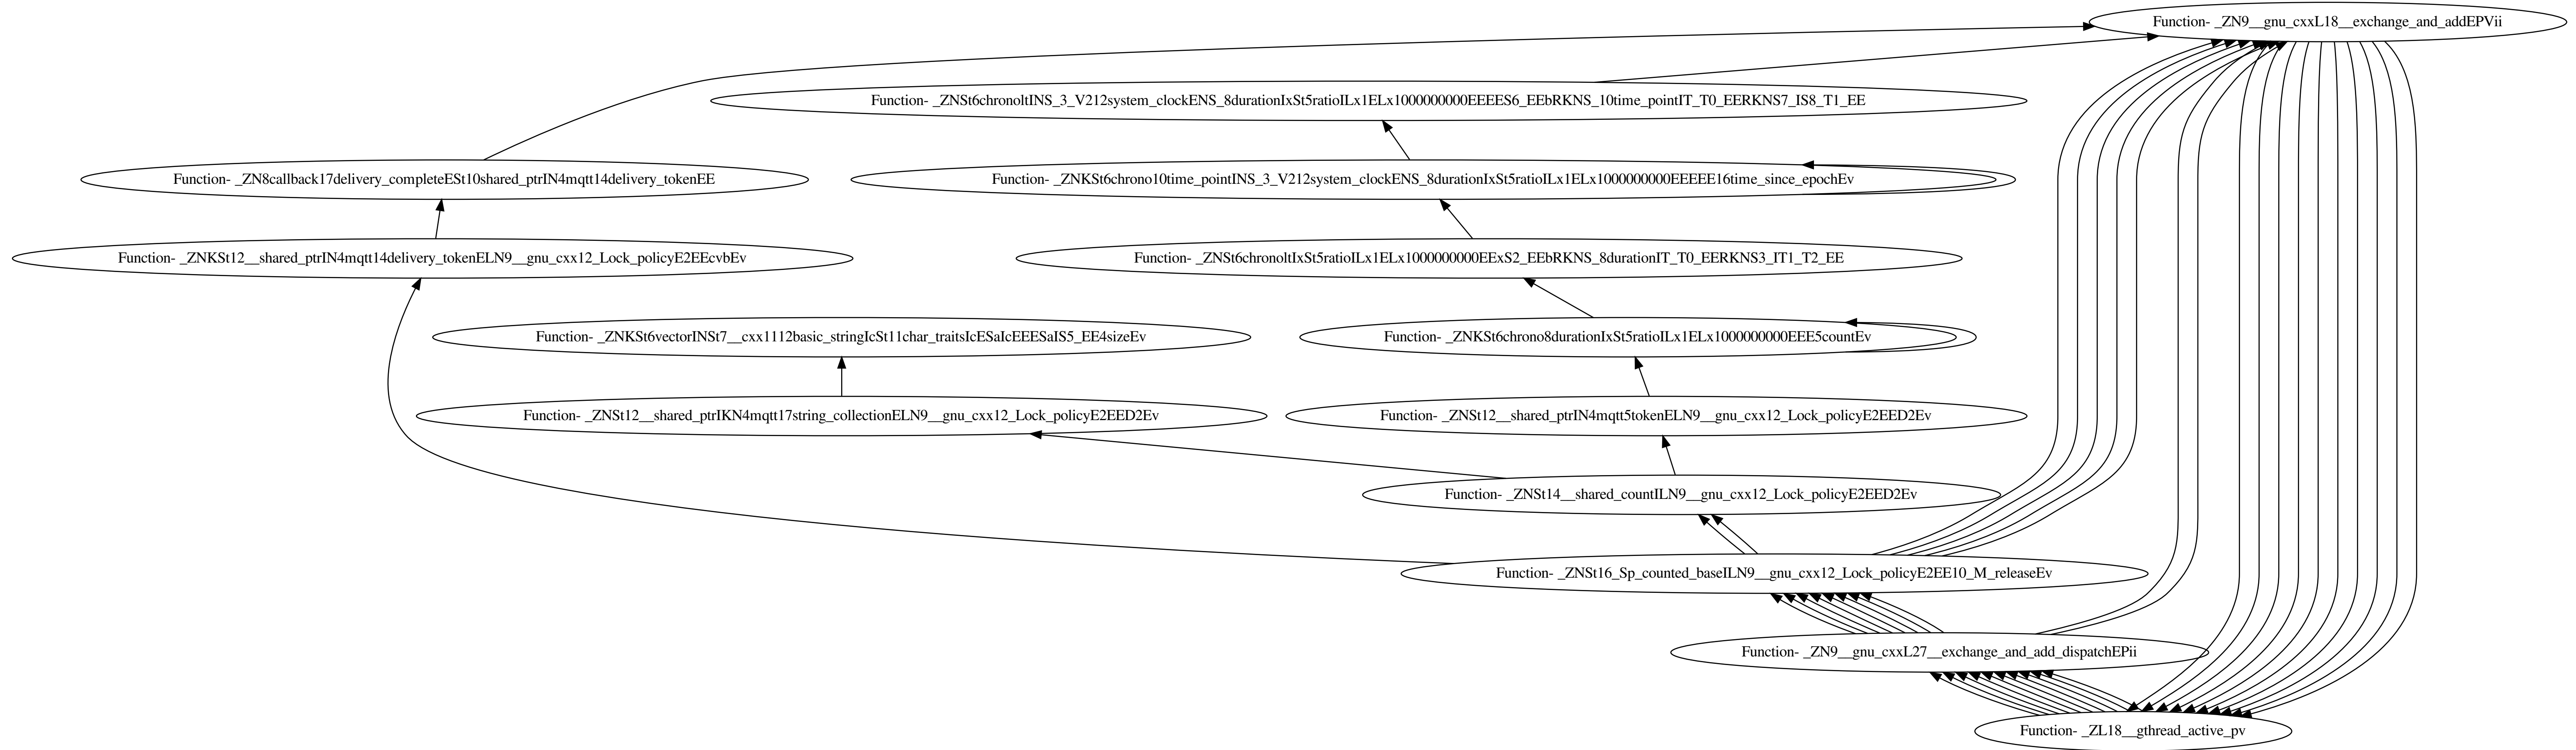 Function- _ZN9__gnu_cxxL18__exchange_and_addEPVii
Function- _ZNSt6chronoltINS_3_V212system_clockENS_8durationIxSt5ratioILx1ELx1000000000EEEES6_EEbRKNS_10time_pointIT_T0_EERKNS7_IS8_T1_EE
Function- _ZN8callback17delivery_completeESt10shared_ptrIN4mqtt14delivery_tokenEE
Function- _ZNKSt6chrono10time_pointINS_3_V212system_clockENS_8durationIxSt5ratioILx1ELx1000000000EEEEE16time_since_epochEv
Function- _ZNKSt12__shared_ptrIN4mqtt14delivery_tokenELN9__gnu_cxx12_Lock_policyE2EEcvbEv
Function- _ZNSt6chronoltIxSt5ratioILx1ELx1000000000EExS2_EEbRKNS_8durationIT_T0_EERKNS3_IT1_T2_EE
Function- _ZNKSt6vectorINSt7__cxx1112basic_stringIcSt11char_traitsIcESaIcEEESaIS5_EE4sizeEv
Function- _ZNKSt6chrono8durationIxSt5ratioILx1ELx1000000000EEE5countEv
Function- _ZNSt12__shared_ptrIKN4mqtt17string_collectionELN9__gnu_cxx12_Lock_policyE2EED2Ev
Function- _ZNSt12__shared_ptrIN4mqtt5tokenELN9__gnu_cxx12_Lock_policyE2EED2Ev
Function- _ZNSt14__shared_countILN9__gnu_cxx12_Lock_policyE2EED2Ev
Function- _ZNSt16_Sp_counted_baseILN9__gnu_cxx12_Lock_policyE2EE10_M_releaseEv
Function- _ZN9__gnu_cxxL27__exchange_and_add_dispatchEPii
Function- _ZL18__gthread_active_pv